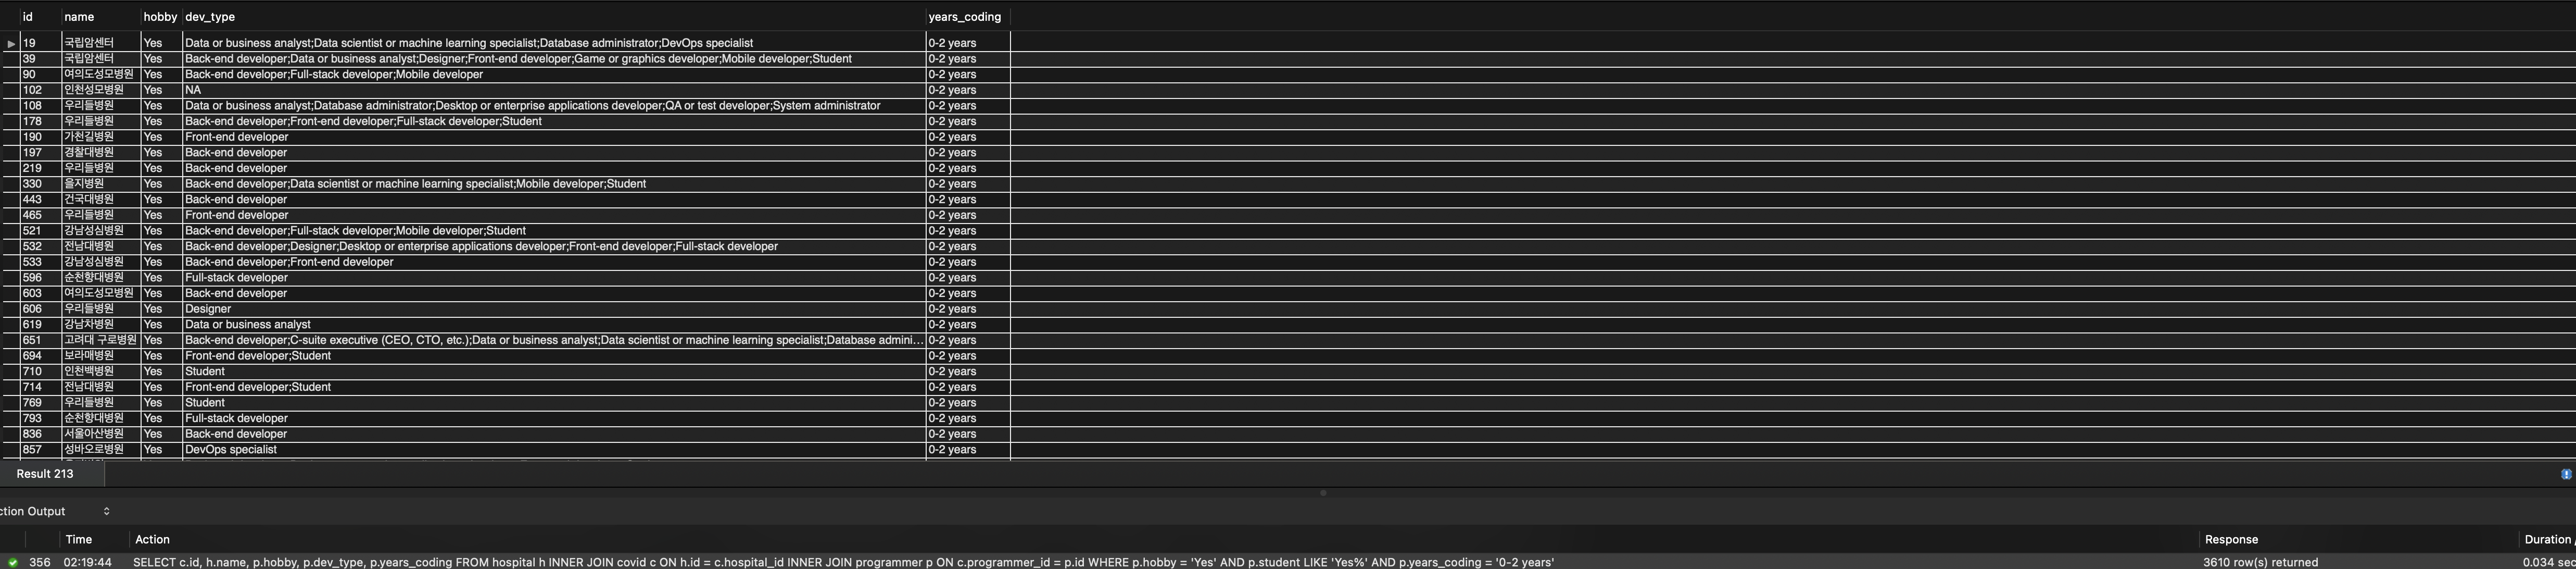 id name hobby dev_type years_coding
19 국립암센터 Yes Data or business analyst;Data scientist or machine learning specialist;Database administrator;DevOps specialist 0-2 years
39 국립암센터 Yes Back-end developer;Data or business analyst;Designer;Front-end developer;Game or graphics developer;Mobile developer;Student 0-2 years
90 여의도성모병원 Yes Back-end developer;Full-stack developer;Mobile developer 0-2 years
102 인천성모병원 Yes NA 0-2 years
108 우리들병원 Yes Data or business analyst;Database administrator;Desktop or enterprise applications developer;QA or test developer;System administrator 0-2 years
178 우리들병원 Yes Back-end developer;Front-end developer;Full-stack developer;Student 0-2 years
190 가천길병원 Yes Front-end developer 0-2 years
197 경찰대병원 Yes Back-end developer 0-2 years
219 우리들병원 Yes Back-end developer 0-2 years
330 을지병원 Yes Back-end developer;Data scientist or machine learning specialist;Mobile developer;Student 0-2 years
443 건국대병원 Yes Back-end developer 0-2 years
465 우리들병원 Yes Front-end developer 0-2 years
521 강남성심병원 Yes Back-end developer;Full-stack developer;Mobile developer;Student 0-2 years
532 전남대병원 Yes Back-end developer;Designer;Desktop or enterprise applications developer;Front-end developer;Full-stack developer 0-2 years
533 강남성심병원 Yes Back-end developer;Front-end developer 0-2 years
596 순천향대병원 Yes Full-stack developer 0-2 years
603 여의도성모병원 Yes Back-end developer 0-2 years
606 우리들병원 Yes Designer 0-2 years
619 강남차병원 Yes Data or business analyst 0-2 years
651 고려대 구로병원 Yes Back-end developer;C-suite executive (CEO, CTO, etc.);Data or business analyst;Data scientist or machine learning specialist;Database admini... 0-2 years
694 보라매병원 Yes Front-end developer;Student 0-2 years
710 인천백병원 Yes Student 0-2 years
714 전남대병원 Yes Front-end developer;Student 0-2 years
769 우리들병원 Yes Student 0-2 years
793 순천향대병원 Yes Full-stack developer 0-2 years
836 서울아산병원 Yes Back-end developer 0-2 years
857 성바오로병원 Yes DevOps specialist 0-2 years
Result 213
ction Output
Time Action Response Duration /
356 02:19:44 SELECT c.id, h.name, p.hobby, p.dev_type, p.years_coding FROM hospital h INNER JOIN covid c ON h.id = c.hospital_id INNER JOIN programmer p ON c.programmer_id = p.id WHERE p.hobby = 'Yes' AND p.student LIKE 'Yes%' AND p.years_coding = '0-2 years' 3610 row(s) returned 0.034 sec